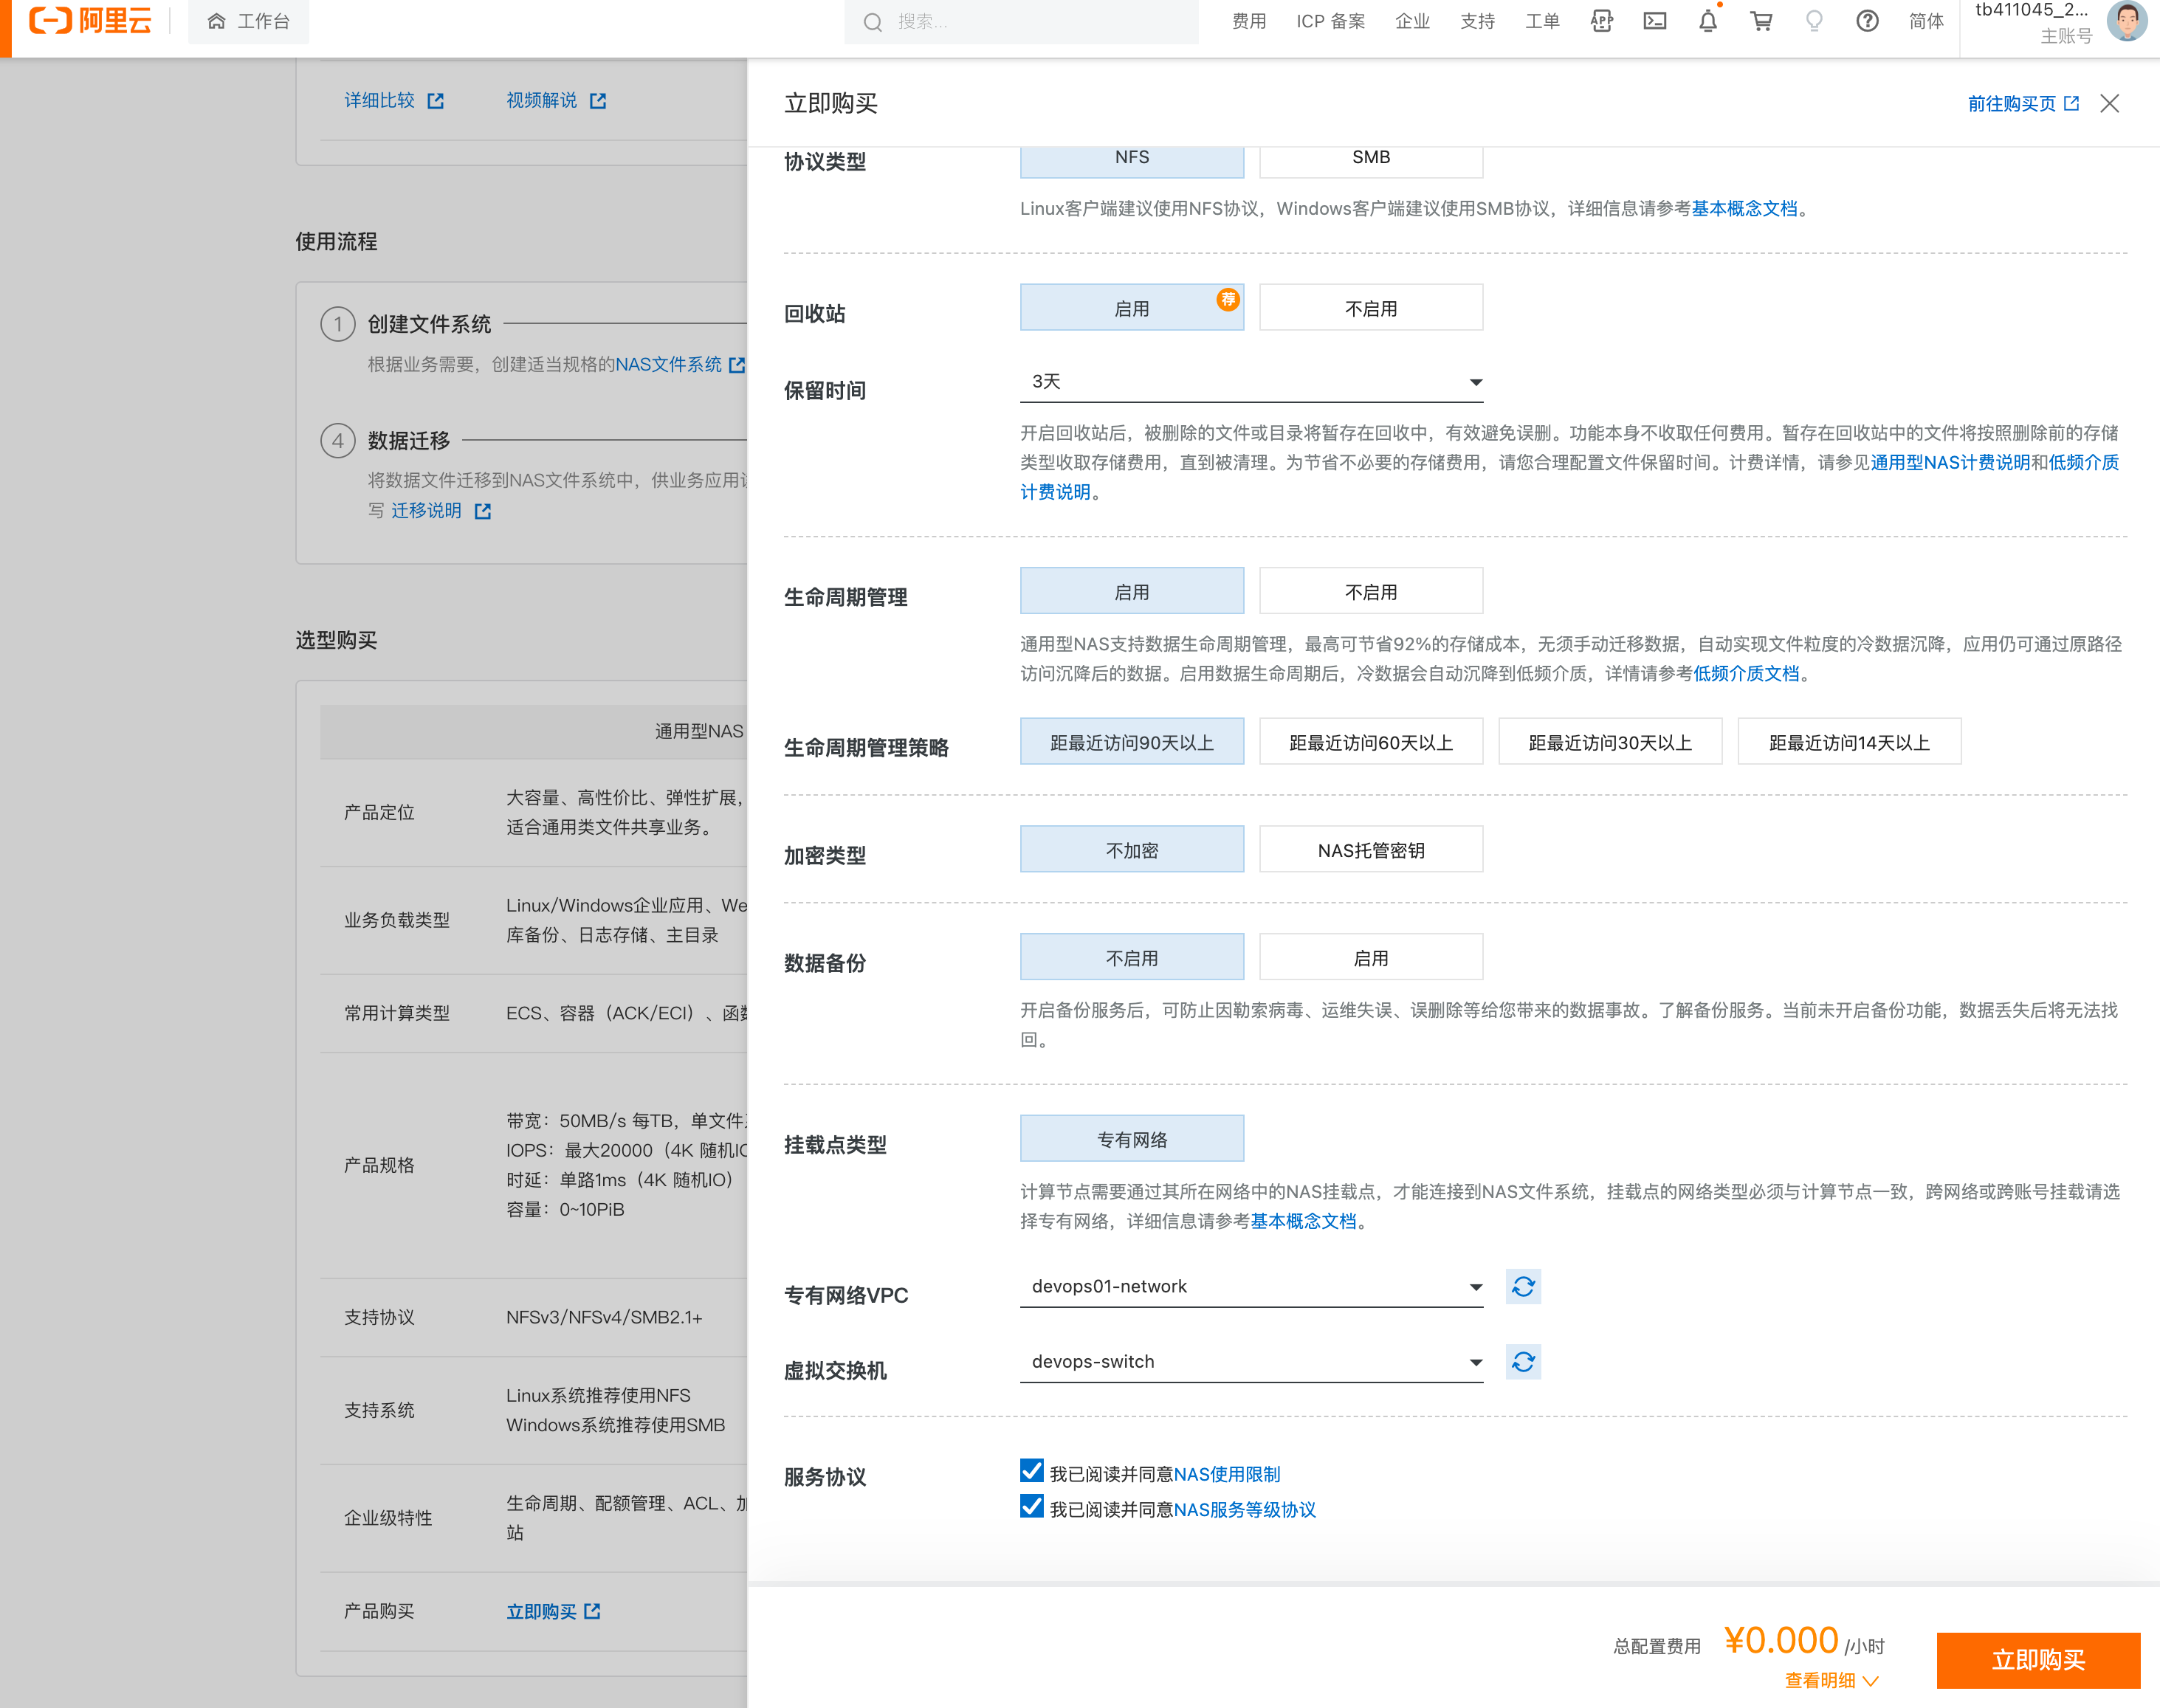 阿里云
工作台
搜索...
费用
ICP 备案
企业
支持
工单
APP
简体
tb411045_2...
主账号
详细比较
视频解说
使用流程
1
创建文件系统
根据业务需要，创建适当规格的NAS文件系统
4
数据迁移
将数据文件迁移到NAS文件系统中，供业务应用
写 迁移说明
选型购买
通用型NAS
产品定位
大容量、高性价比、弹性扩展，
适合通用类文件共享业务。
业务负载类型
Linux/Windows企业应用、We
库备份、日志存储、主目录
常用计算类型
ECS、容器（ACK/ECI）、函
产品规格
带宽：50MB/s 每TB，单文件
IOPS：最大20000（4K 随机IO
时延：单路1ms（4K 随机IO）
容量：0~10PiB
支持协议
NFSv3/NFSv4/SMB2.1+
支持系统
Linux系统推荐使用NFS
Windows系统推荐使用SMB
企业级特性
生命周期、配额管理、ACL、加
站
产品购买
立即购买
立即购买
前往购买页
协议类型
NFS
SMB
Linux客户端建议使用NFS协议，Windows客户端建议使用SMB协议，详细信息请参考基本概念文档。
回收站
启用
荐
不启用
保留时间
3天
开启回收站后，被删除的文件或目录将暂存在回收中，有效避免误删。功能本身不收取任何费用。暂存在回收站中的文件将按照删除前的存储
类型收取存储费用，直到被清理。为节省不必要的存储费用，请您合理配置文件保留时间。计费详情，请参见通用型NAS计费说明和低频介质
计费说明。
生命周期管理
启用
不启用
通用型NAS支持数据生命周期管理，最高可节省92%的存储成本，无须手动迁移数据，自动实现文件粒度的冷数据沉降，应用仍可通过原路径
访问沉降后的数据。启用数据生命周期后，冷数据会自动沉降到低频介质，详情请参考低频介质文档。
生命周期管理策略
距最近访问90天以上
距最近访问60天以上
距最近访问30天以上
距最近访问14天以上
加密类型
不加密
NAS托管密钥
数据备份
不启用
启用
开启备份服务后，可防止因勒索病毒、运维失误、误删除等给您带来的数据事故。了解备份服务。当前未开启备份功能，数据丢失后将无法找
回。
挂载点类型
专有网络
计算节点需要通过其所在网络中的NAS挂载点，才能连接到NAS文件系统，挂载点的网络类型必须与计算节点一致，跨网络或跨账号挂载请选
择专有网络，详细信息请参考基本概念文档。
专有网络VPC
devops01-network
虚拟交换机
devops-switch
服务协议
我已阅读并同意NAS使用限制
我已阅读并同意NAS服务等级协议
总配置费用 ¥0.000 /小时
查看明细
立即购买